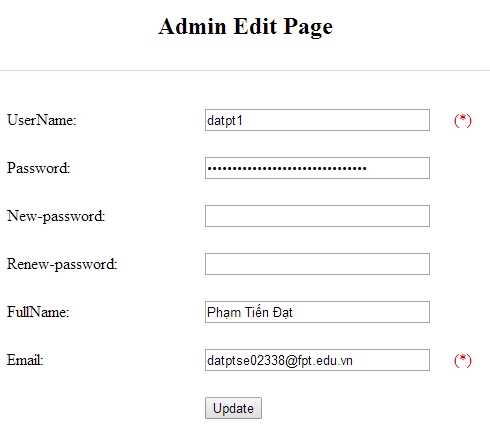 Admin Edit Page
UserName: datpt1 (*)
Password: ••••••••••••••••••••••••••••••••
New-password:
Renew-password:
FullName: Phạm Tiến Đạt
Email: datptse02338@fpt.edu.vn (*)
Update